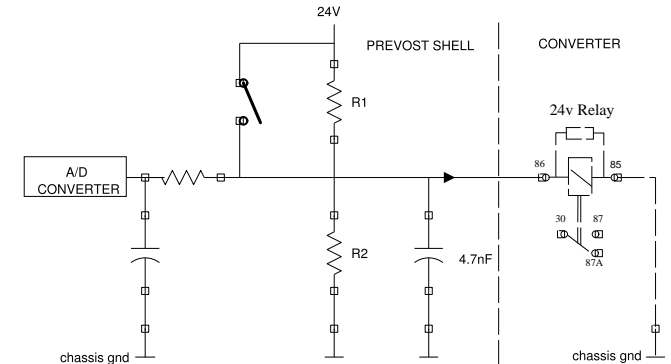 24V
PREVOST SHELL
CONVERTER
R1
24v Relay
A/D
CONVERTER
86
85
30
87
87A
R2
4.7nF
chassis gnd
chassis gnd